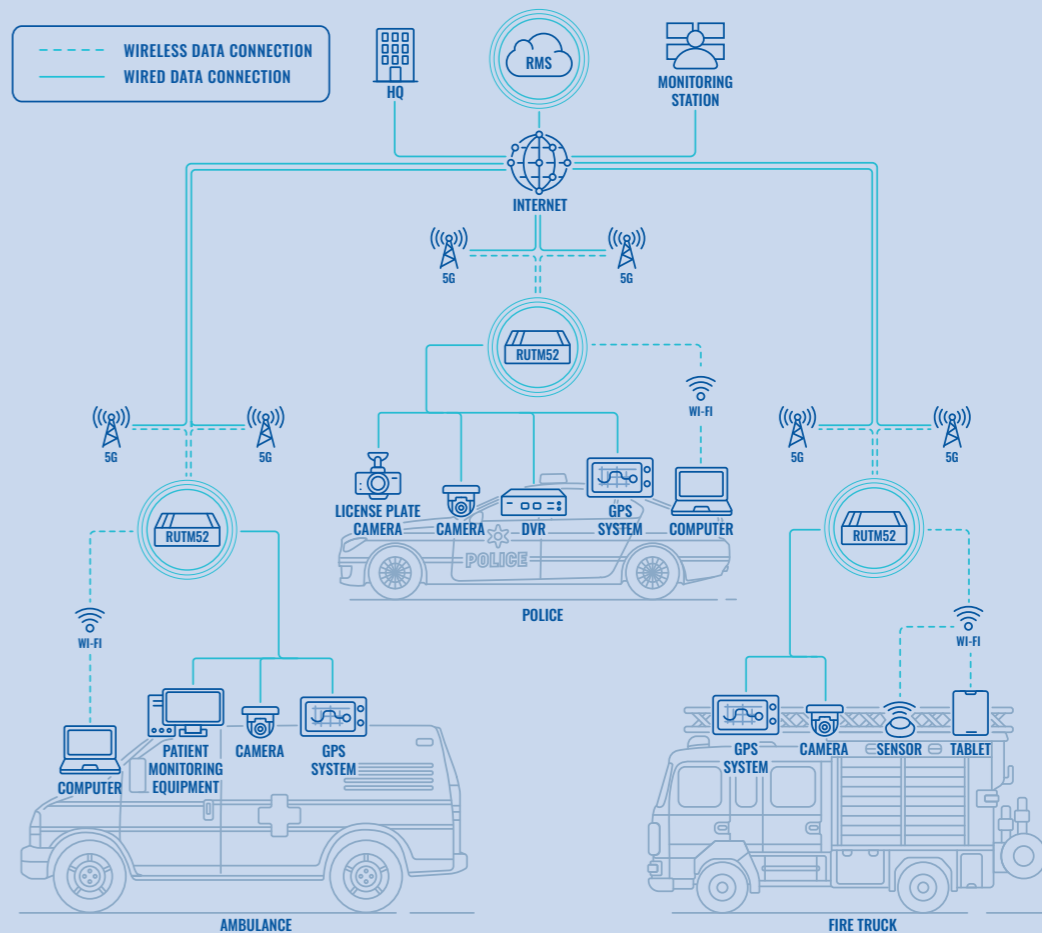 WIRELESS DATA CONNECTION
WIRED DATA CONNECTION
HQ
RMS
MONITORING
STATION
INTERNET
5G
5G
RUTM52
WI-FI
LICENSE PLATE
CAMERA
CAMERA
DVR
GPS
SYSTEM
COMPUTER
POLICE
POLICE
5G
5G
RUTM52
WI-FI
COMPUTER
PATIENT
MONITORING
EQUIPMENT
CAMERA
GPS
SYSTEM
AMBULANCE
5G
5G
RUTM52
WI-FI
GPS
SYSTEM
CAMERA
SENSOR
TABLET
FIRE TRUCK